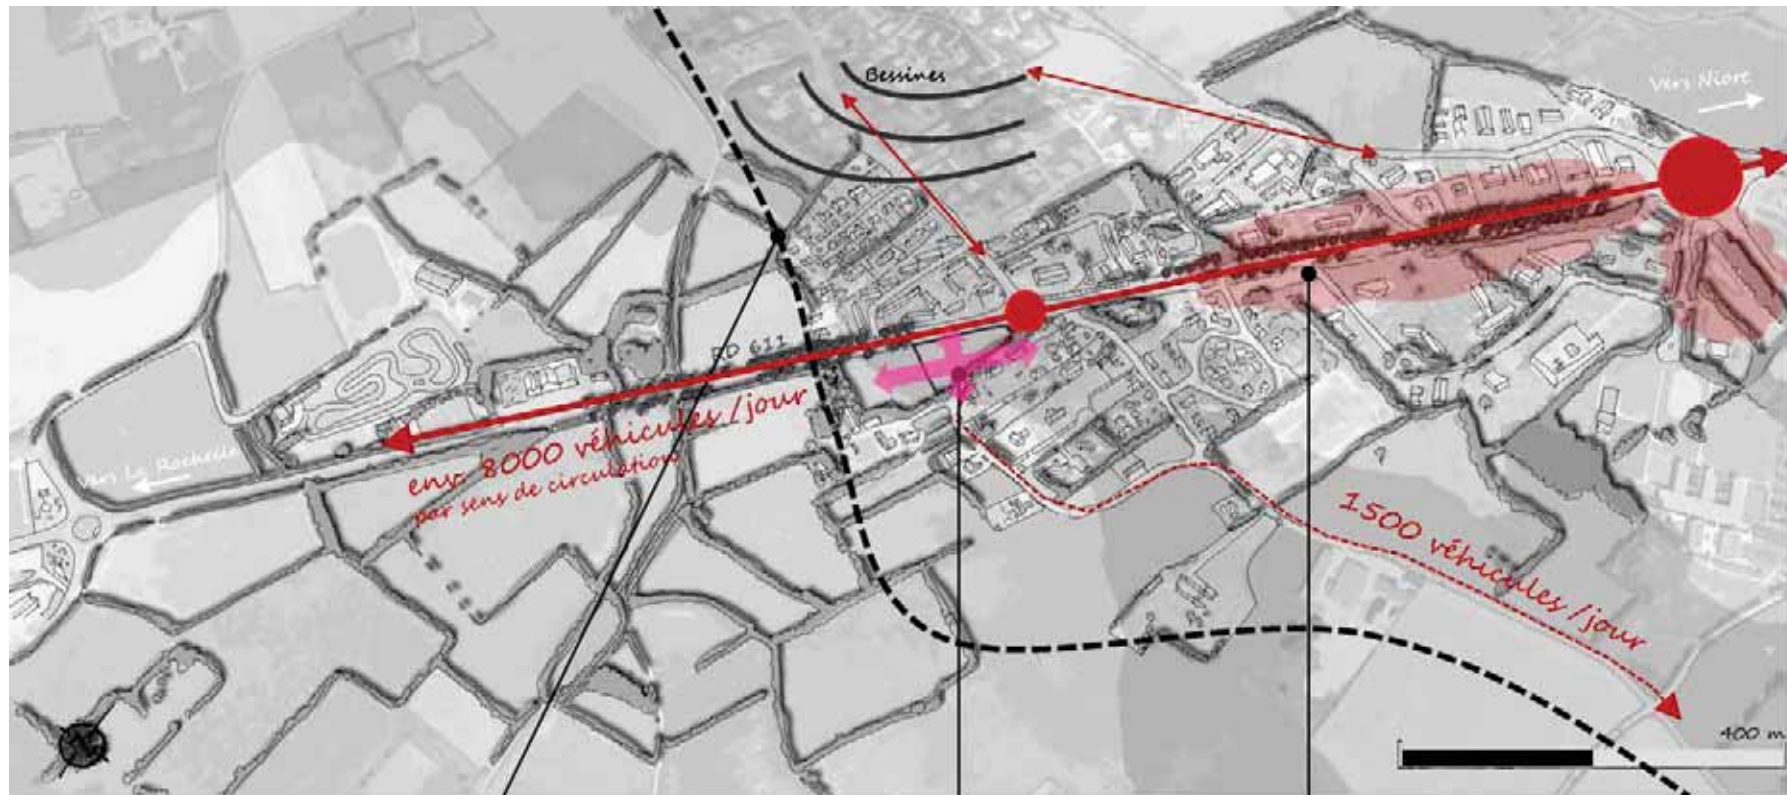 Bessines
Vers Niort
RD 611
env. 8000 véhicules /jour
par sens de circulation
Vers La Rochelle
1500 véhicules /jour
400 m